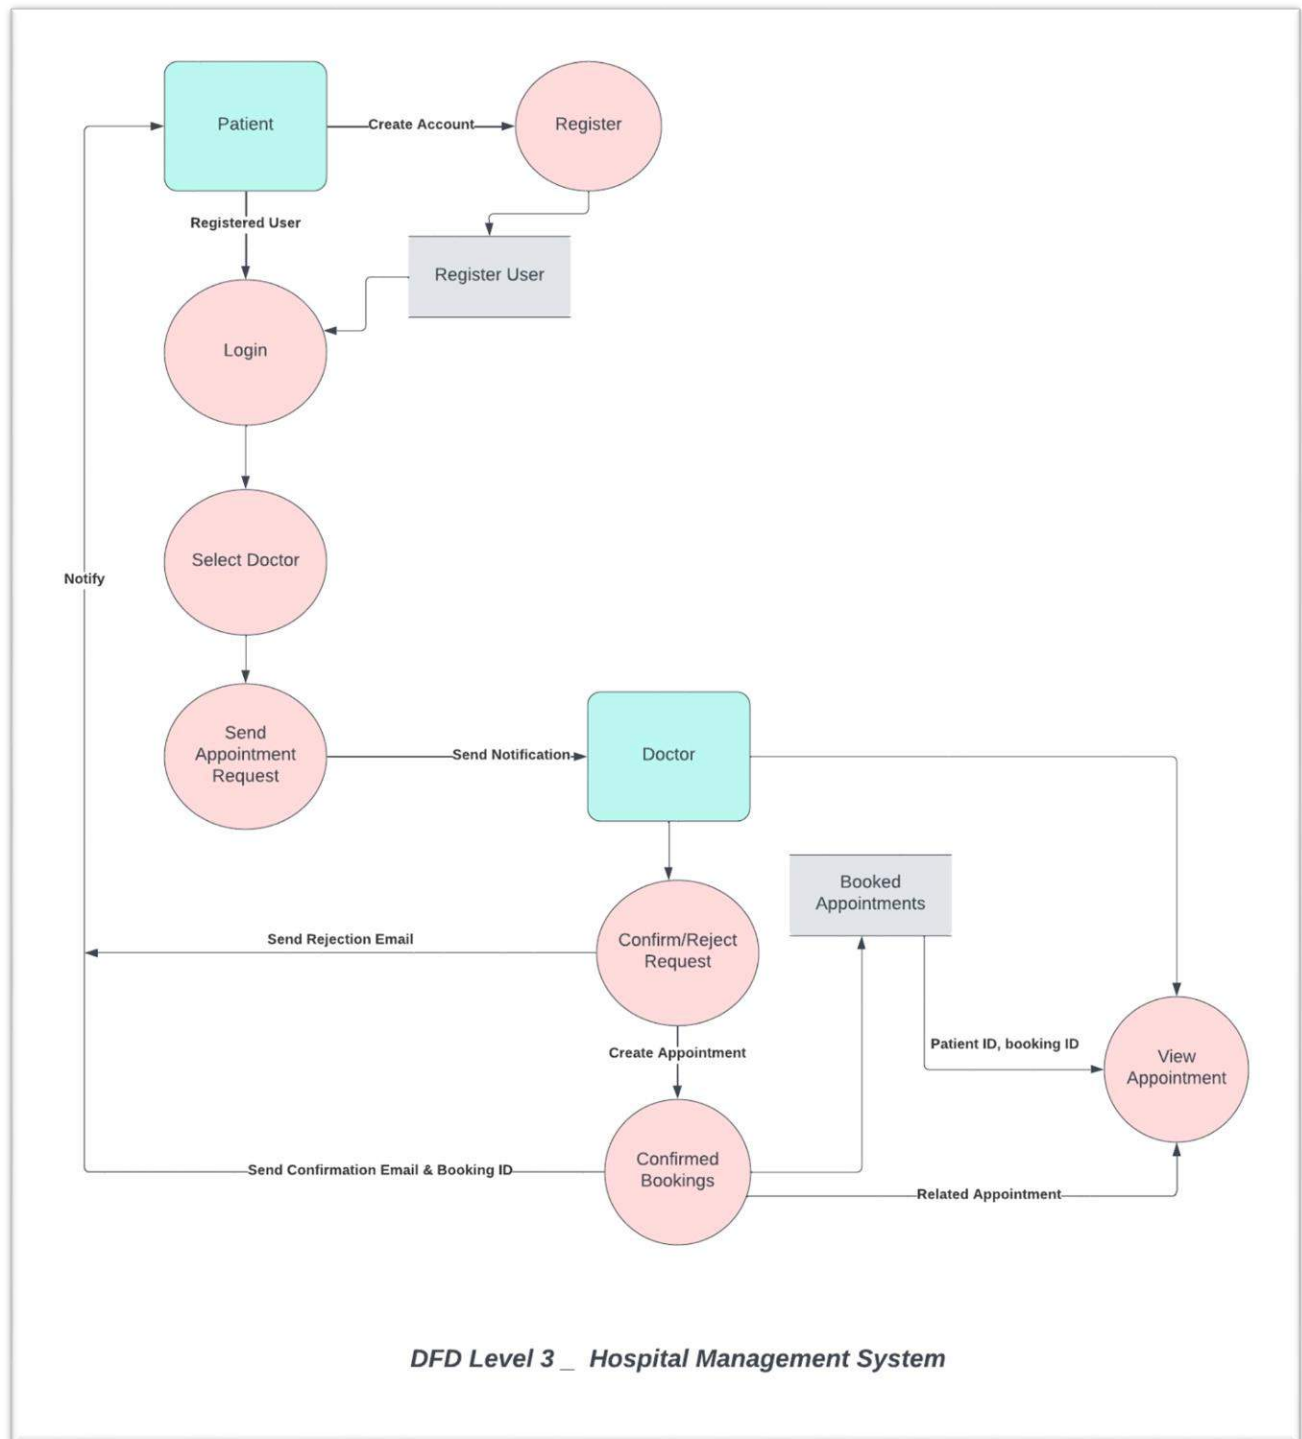 Patient
Create Account
Register
Registered User
Register User
Login
Select Doctor
Notify
Send
Appointment
Request
Send Notification
Doctor
Booked
Appointments
Send Rejection Email
Confirm/Reject
Request
Patient ID, booking ID
Create Appointment
View
Appointment
Send Confirmation Email & Booking ID
Confirmed
Bookings
Related Appointment
DFD Level 3 _ Hospital Management System